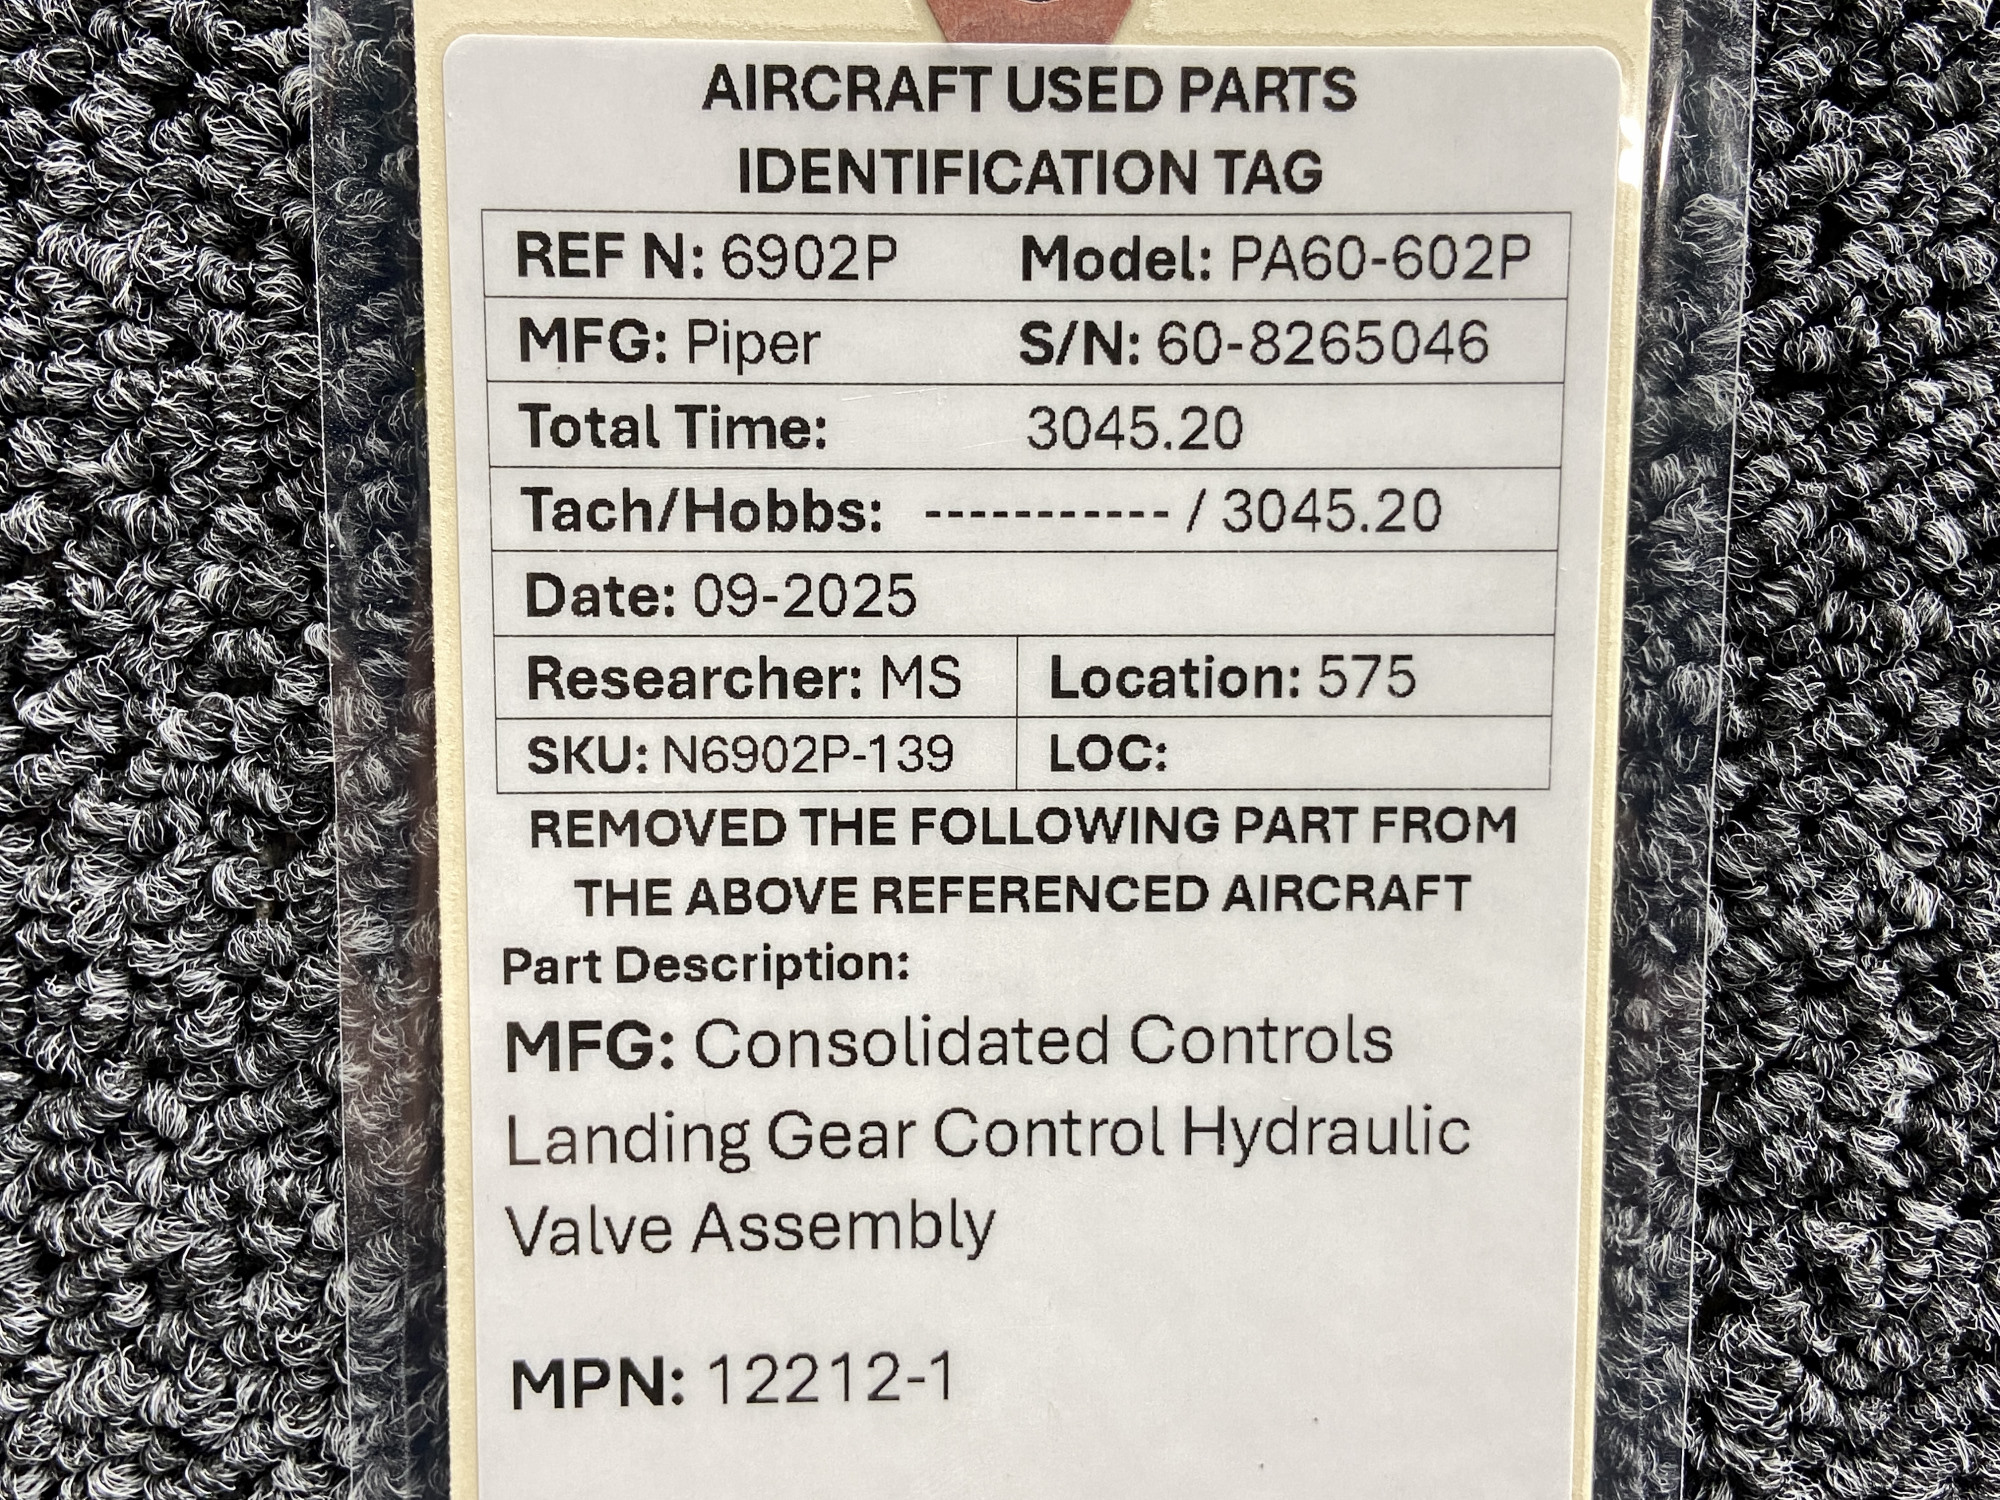 AIRCRAFT USED PARTS
IDENTIFICATION TAG
REF N: 6902P Model: PA60-602P
MFG: Piper S/N: 60-8265046
Total Time: 3045.20
Tach/Hobbs: ----------- / 3045.20
Date: 09-2025
Researcher: MS Location: 575
SKU: N6902P-139 LOC:
REMOVED THE FOLLOWING PART FROM
THE ABOVE REFERENCED AIRCRAFT
Part Description:
MFG: Consolidated Controls
Landing Gear Control Hydraulic
Valve Assembly
MPN: 12212-1